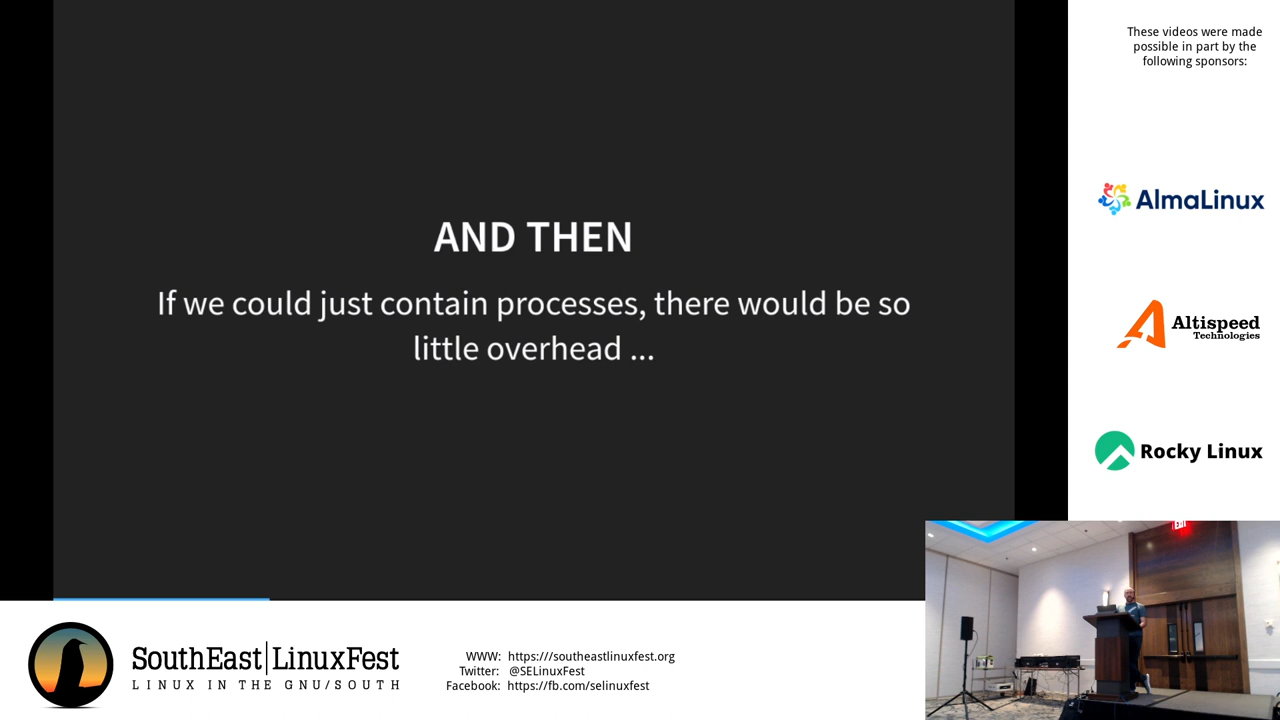 AND THEN
If we could just contain processes, there would be so
little overhead ...
These videos were made
possible in part by the
following sponsors:
AlmaLinux
Altispeed
Technologies
Rocky Linux
EXIT
SouthEast|LinuxFest
LINUX IN THE GNU/SOUTH
WWW: https:///southeastlinuxfest.org
Twitter: @SELinuxFest
Facebook: https://fb.com/selinuxfest